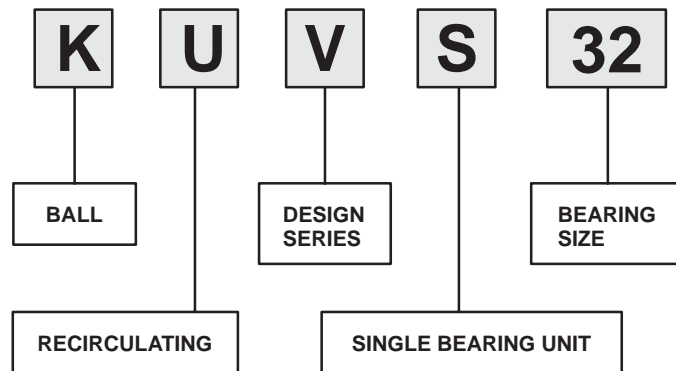 K U V S 32
BALL
DESIGN
SERIES
BEARING
SIZE
RECIRCULATING
SINGLE BEARING UNIT